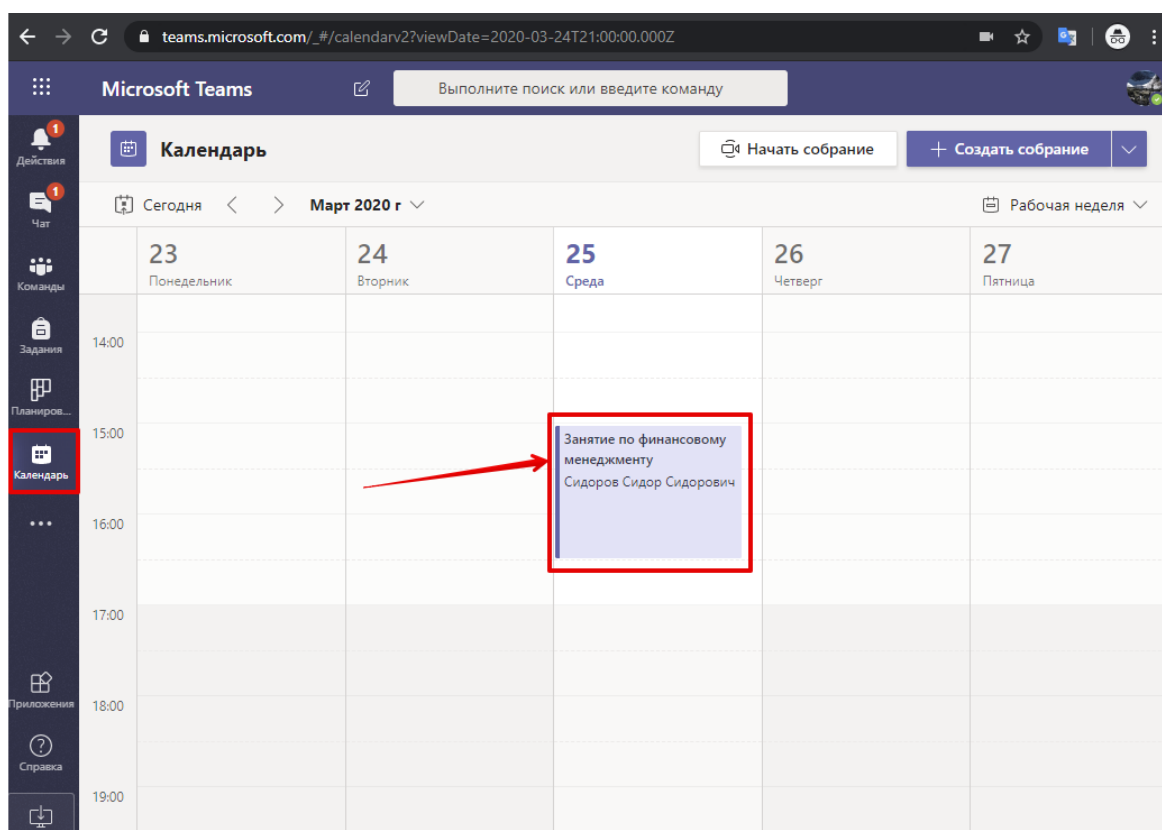 teams.microsoft.com/_#/calendarv2?viewDate=2020-03-24T21:00:00.000Z
Microsoft Teams
Выполните поиск или введите команду
1
Действия
Календарь
Начать собрание
+ Создать собрание
1
Чат
Сегодня
Март 2020 г
Рабочая неделя
23
Понедельник
24
Вторник
25
Среда
26
Четверг
27
Пятница
Команды
Задания
Планиров...
Календарь
14:00
15:00
Занятие по финансовому
менеджменту
Сидоров Сидор Сидорович
16:00
17:00
18:00
19:00
Приложения
Справка